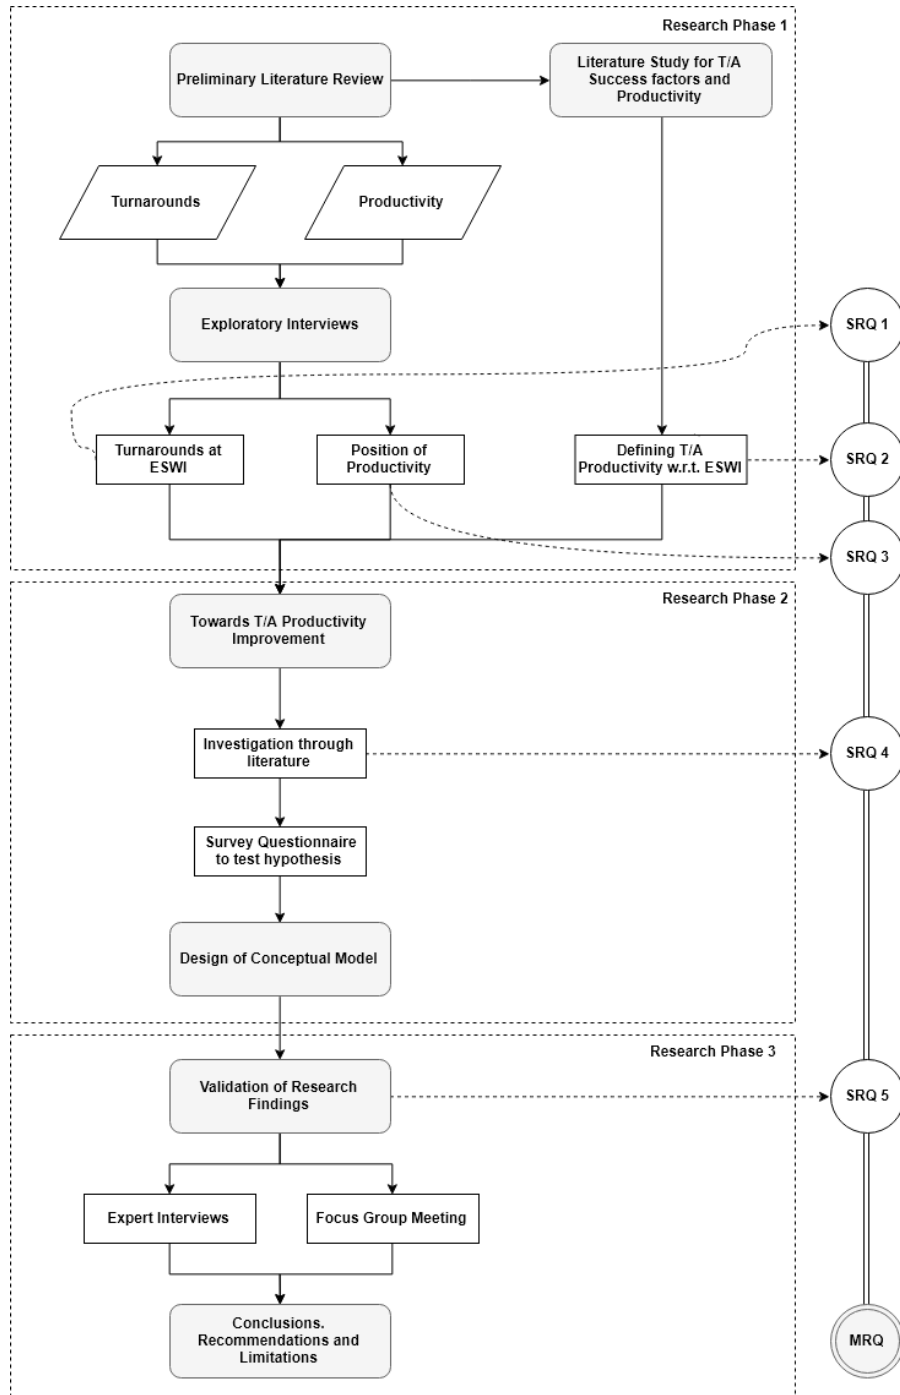 Research Phase 1
Preliminary Literature Review
Literature Study for T/A
Success factors and
Productivity
Turnarounds
Productivity
Exploratory Interviews
SRQ 1
Turnarounds at
ESWI
Position of
Productivity
Defining T/A
Productivity w.r.t. ESWI
SRQ 2
SRQ 3
Research Phase 2
Towards T/A Productivity
Improvement
Investigation through
literature
SRQ 4
Survey Questionnaire
to test hypothesis
Design of Conceptual Model
Research Phase 3
Validation of Research
Findings
SRQ 5
Expert Interviews
Focus Group Meeting
Conclusions.
Recommendations and
Limitations
MRQ